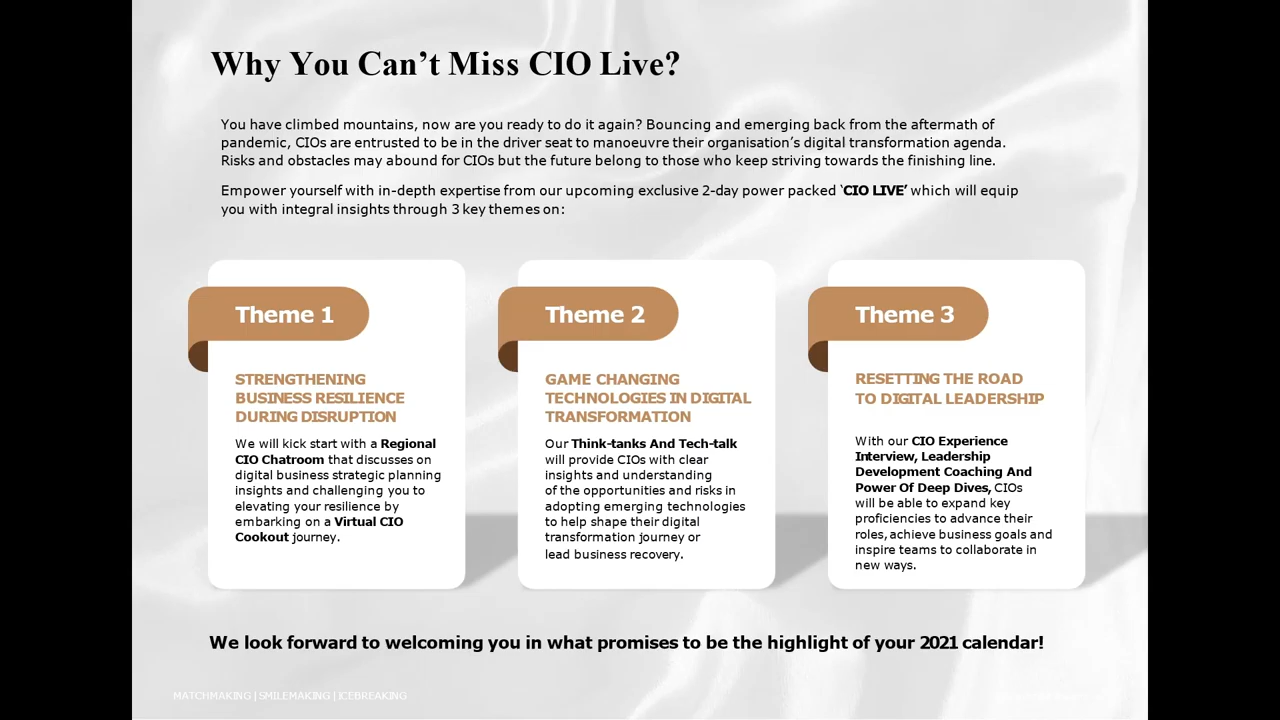 Why You Can't Miss CIO Live?
You have climbed mountains, now are you ready to do it again? Bouncing and emerging back from the aftermath of
pandemic, CIOs are entrusted to be in the driver seat to manoeuvre their organisation's digital transformation agenda.
Risks and obstacles may abound for CIOs but the future belong to those who keep striving towards the finishing line.
Empower yourself with in-depth expertise from our upcoming exclusive 2-day power packed ‘CIO LIVE’ which will equip
you with integral insights through 3 key themes on:
Theme 1
STRENGTHENING
BUSINESS RESILIENCE
DURING DISRUPTION
We will kick start with a Regional
CIO Chatroom that discusses on
digital business strategic planning
insights and challenging you to
elevating your resilience by
embarking on a Virtual CIO
Cookout journey.
Theme 2
GAME CHANGING
TECHNOLOGIES IN DIGITAL
TRANSFORMATION
Our Think-tanks And Tech-talk
will provide CIOs with clear
insights and understanding
of the opportunities and risks in
adopting emerging technologies
to help shape their digital
transformation journey or
lead business recovery.
Theme 3
RESETTING THE ROAD
TO DIGITAL LEADERSHIP
With our CIO Experience
Interview, Leadership
Development Coaching And
Power Of Deep Dives, CIOs
will be able to expand key
proficiencies to advance their
roles, achieve business goals and
inspire teams to collaborate in
new ways.
We look forward to welcoming you in what promises to be the highlight of your 2021 calendar!
MATCHMAKING | SMILEMAKING | ICEBREAKING